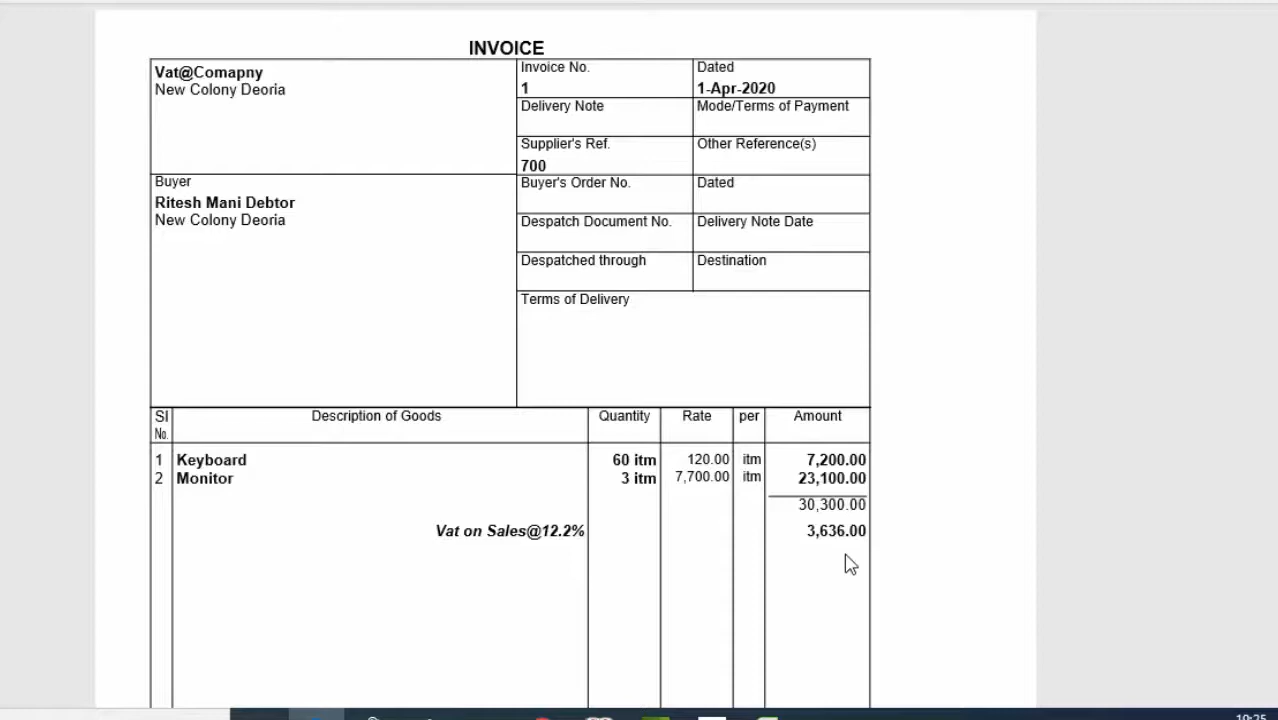 INVOICE
Vat@Comapny
New Colony Deoria
Invoice No.
1
Dated
1-Apr-2020
Delivery Note
Mode/Terms of Payment
Supplier's Ref.
700
Other Reference(s)
Buyer
Ritesh Mani Debtor
New Colony Deoria
Buyer's Order No.
Dated
Despatch Document No.
Delivery Note Date
Despatched through
Destination
Terms of Delivery
Sl No. Description of Goods Quantity Rate per Amount
1 Keyboard 60 itm 120.00 itm 7,200.00
2 Monitor 3 itm 7,700.00 itm 23,100.00
30,300.00
Vat on Sales@12.2% 3,636.00